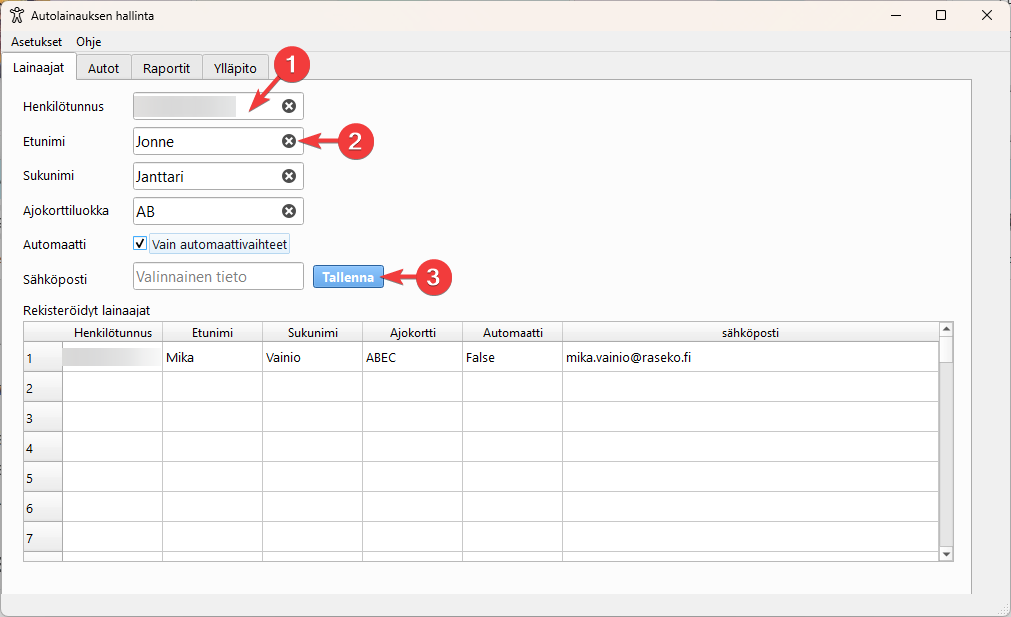 Autolainauksen hallinta
Asetukset Ohje
Lainaajat Autot Raportit Ylläpito 1
Henkilötunnus
Etunimi Jonne 2
Sukunimi Janttari
Ajokorttiluokka AB
Automaatti Vain automaattivaihteet
Sähköposti Valinnainen tieto Tallenna 3
Rekisteröidyt lainaajat
Henkilötunnus Etunimi Sukunimi Ajokortti Automaatti sähköposti
1 Mika Vainio ABEC False mika.vainio@raseko.fi
2
3
4
5
6
7